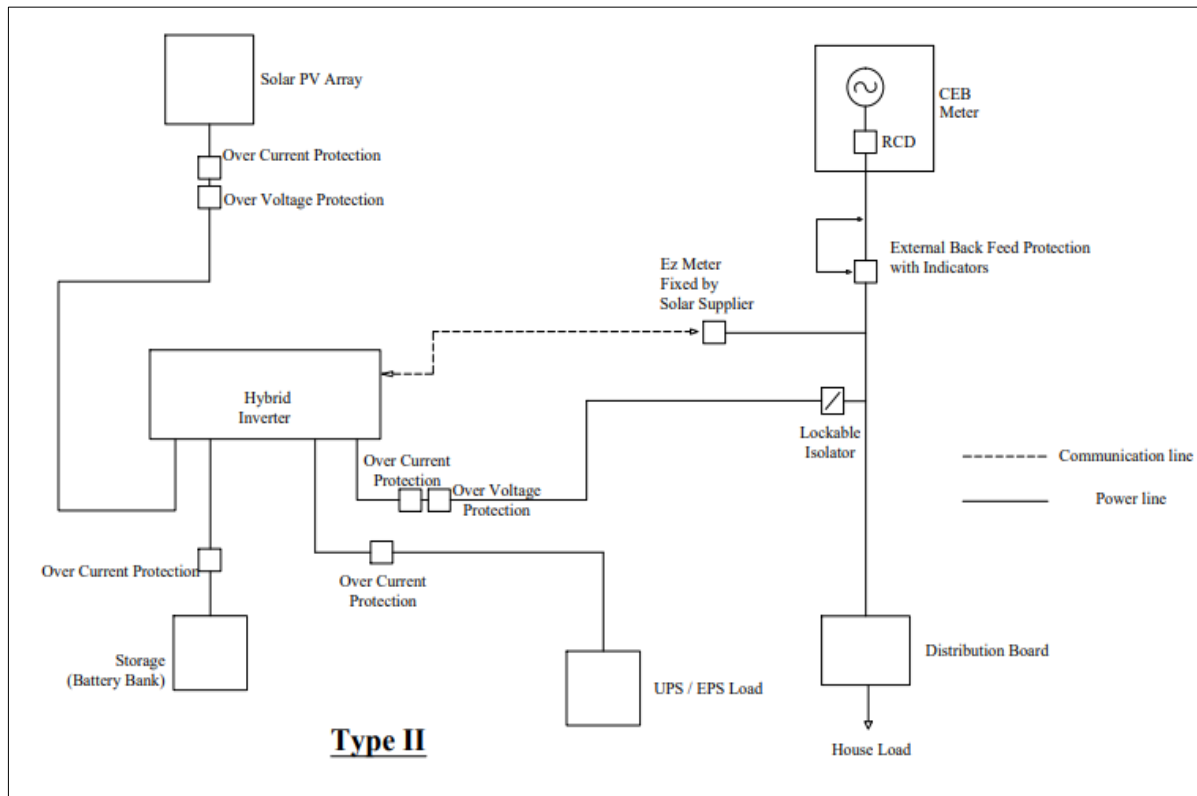 Solar PV Array
Over Current Protection
Over Voltage Protection
CEB
Meter
RCD
External Back Feed Protection
with Indicators
Ez Meter
Fixed by
Solar Supplier
Hybrid
Inverter
Lockable
Isolator
Over Current
Protection
Over Voltage
Protection
Communication line
Power line
Over Current Protection
Over Current
Protection
Storage
(Battery Bank)
UPS / EPS Load
Distribution Board
House Load
Type II